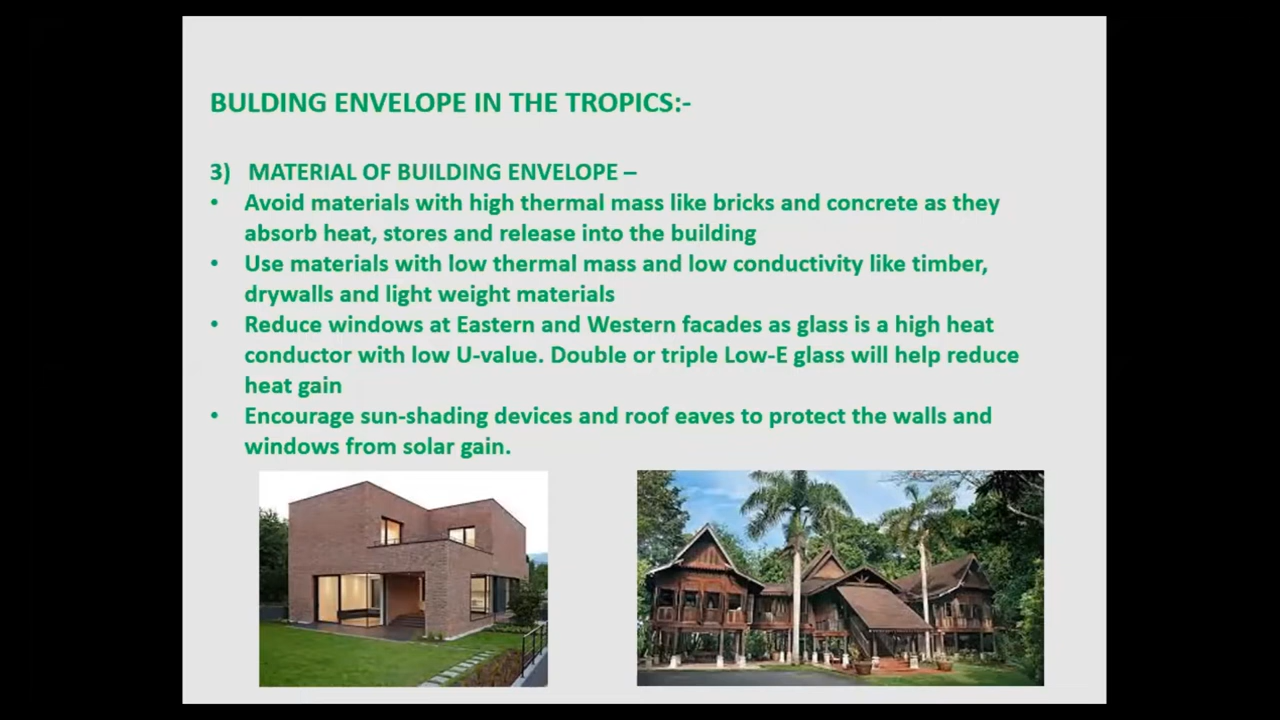 BULDING ENVELOPE IN THE TROPICS:-
3) MATERIAL OF BUILDING ENVELOPE –
• Avoid materials with high thermal mass like bricks and concrete as they
absorb heat, stores and release into the building
• Use materials with low thermal mass and low conductivity like timber,
drywalls and light weight materials
• Reduce windows at Eastern and Western facades as glass is a high heat
conductor with low U-value. Double or triple Low-E glass will help reduce
heat gain
• Encourage sun-shading devices and roof eaves to protect the walls and
windows from solar gain.